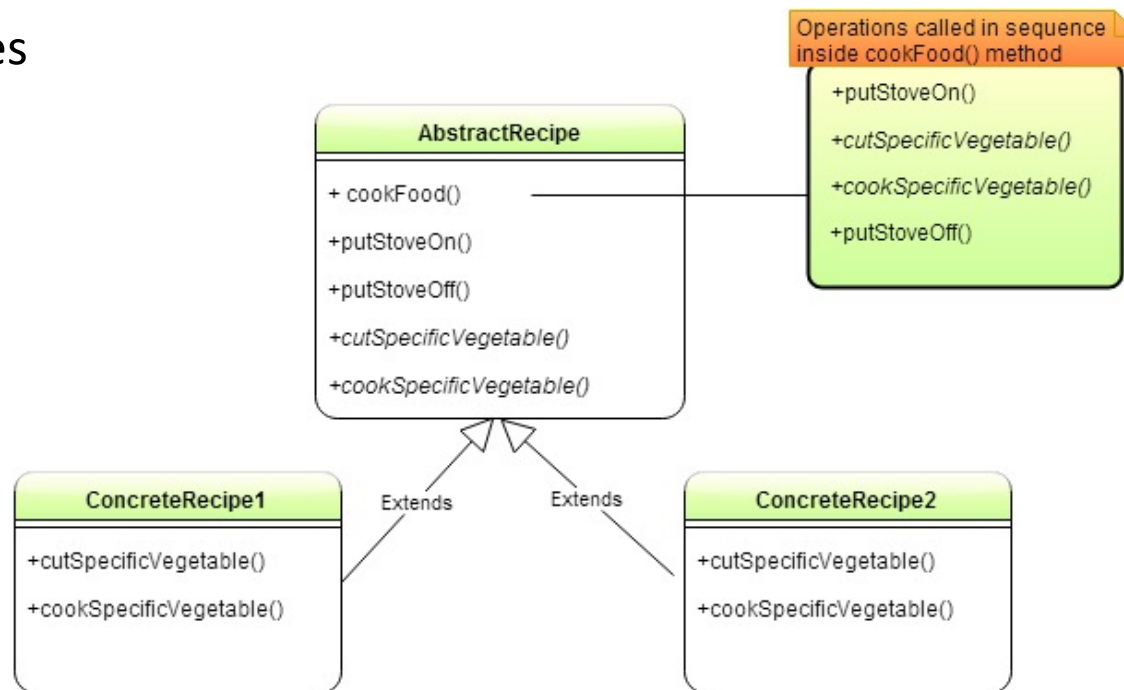 es
Operations called in sequence
inside cookFood() method
+putStoveOn()
+cutSpecificVegetable()
+cookSpecificVegetable()
+putStoveOff()
AbstractRecipe
+ cookFood()
+putStoveOn()
+putStoveOff()
+cutSpecificVegetable()
+cookSpecificVegetable()
Extends
Extends
ConcreteRecipe1
+cutSpecificVegetable()
+cookSpecificVegetable()
ConcreteRecipe2
+cutSpecificVegetable()
+cookSpecificVegetable()